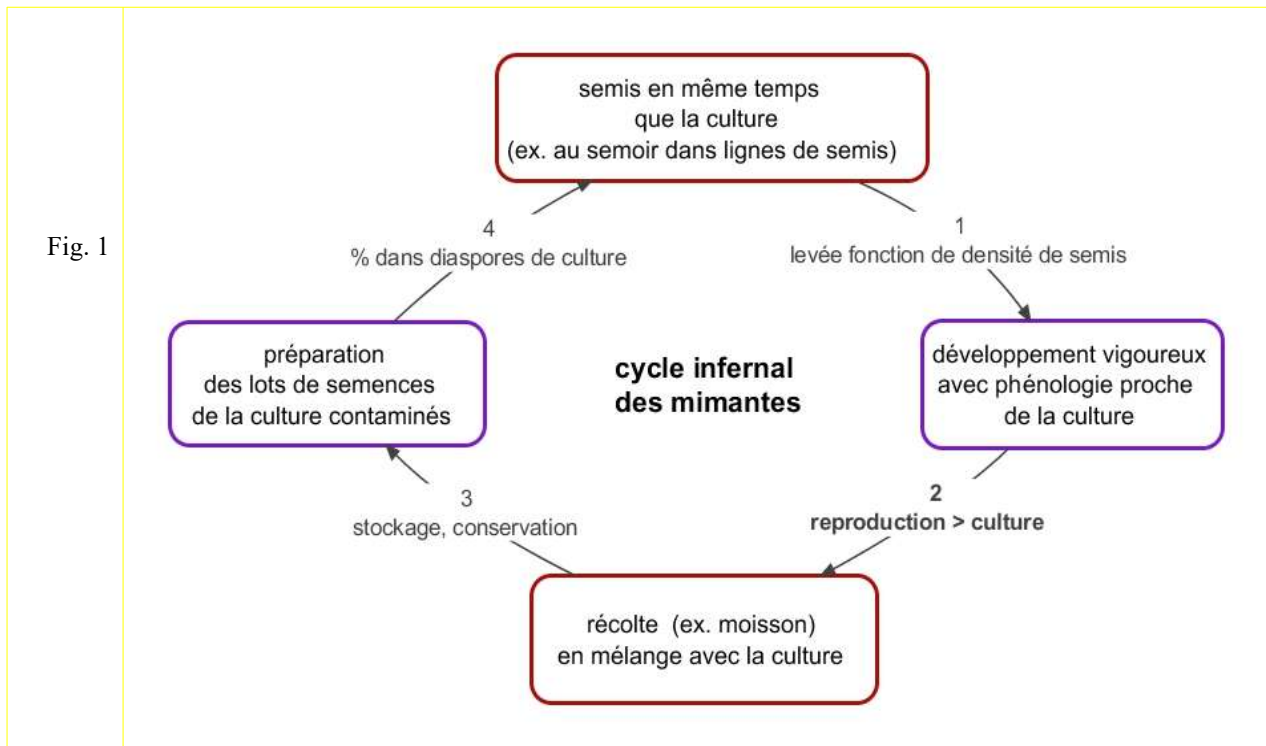 semis en même temps
que la culture
(ex. au semoir dans lignes de semis)
Fig. 1
4
% dans diaspores de culture
1
levée fonction de densité de semis
préparation
des lots de semences
de la culture contaminés
cycle infernal
des mimantes
développement vigoureux
avec phénologie proche
de la culture
3
stockage, conservation
2
reproduction > culture
récolte (ex. moisson)
en mélange avec la culture